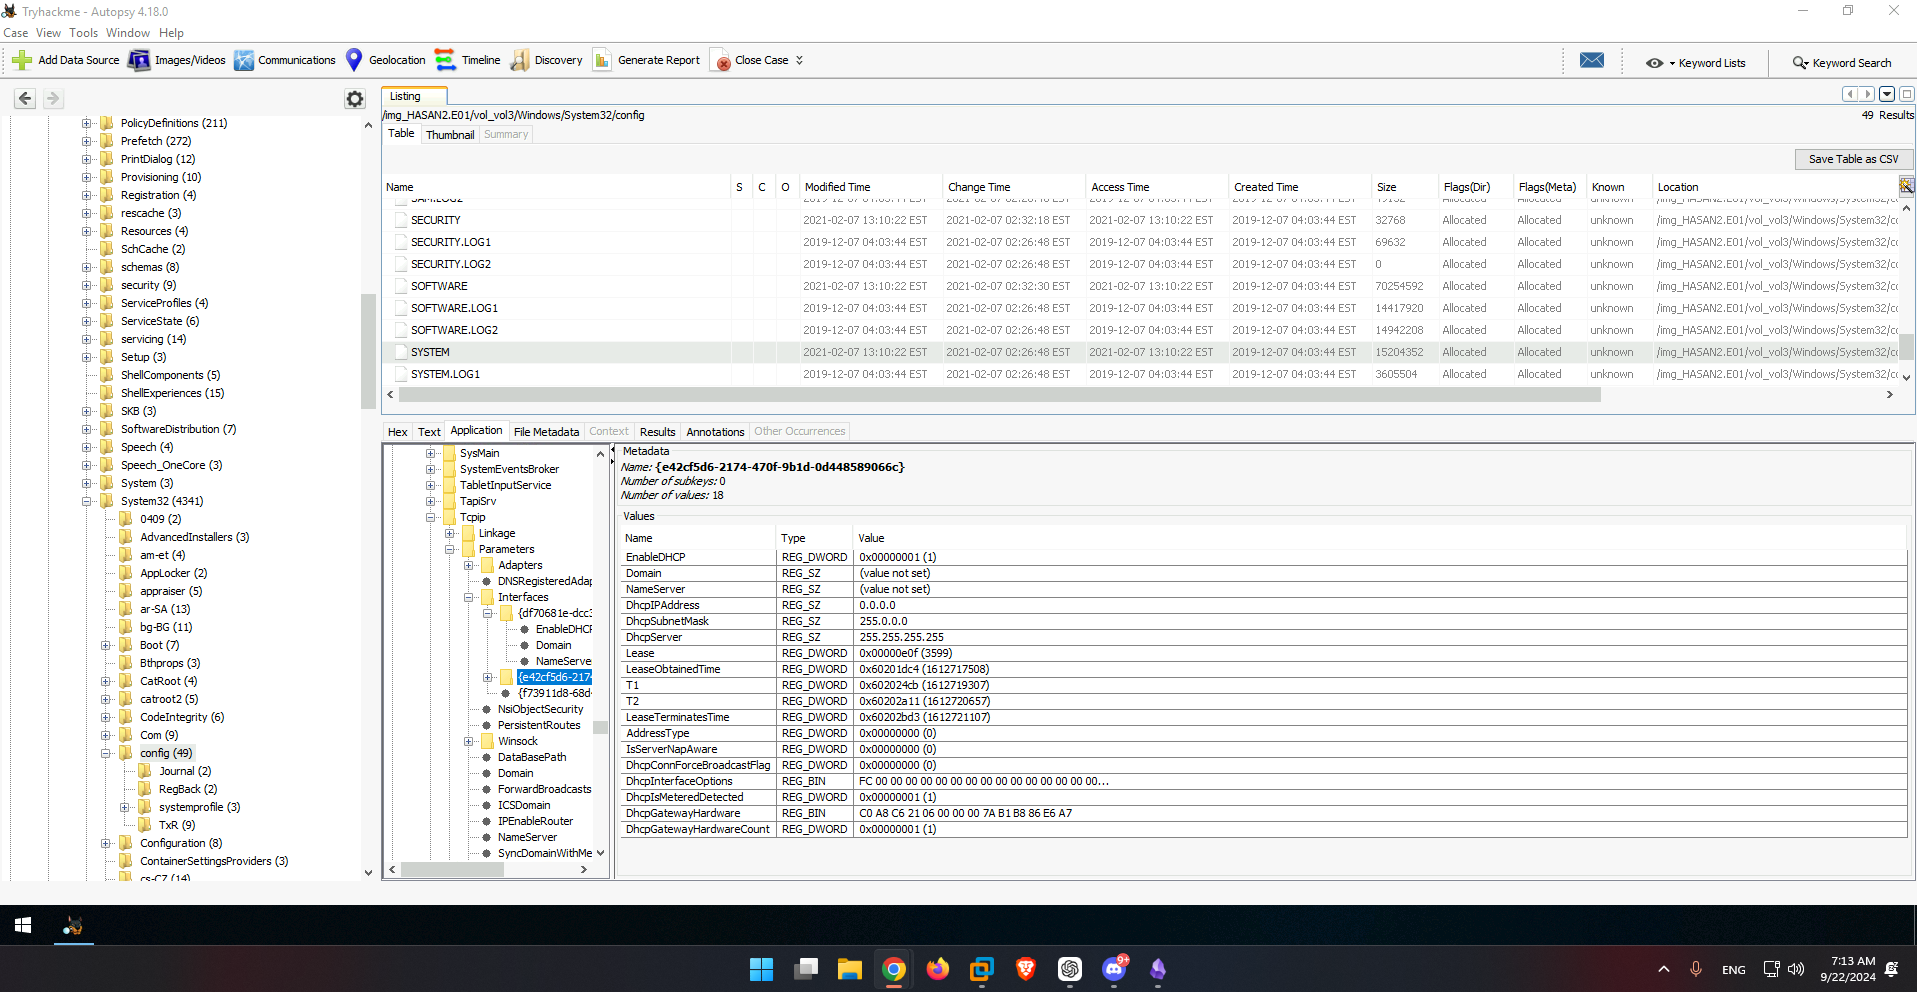 Tryhackme - Autopsy 4.18.0
Case View Tools Window Help
Add Data Source Images/Videos Communications Geolocation Timeline Discovery Generate Report Close Case Keyword Lists Keyword Search
Listing
/img_HASAN2.E01/vol_vol3/Windows/System32/config
49 Results
Table Thumbnail Summary
Save Table as CSV
Name S C O Modified Time Change Time Access Time Created Time Size Flags(Dir) Flags(Meta) Known Location
SECURITY 2021-02-07 13:10:22 EST 2021-02-07 02:32:18 EST 2021-02-07 13:10:22 EST 2019-12-07 04:03:44 EST 32768 Allocated Allocated unknown /img_HASAN2.E01/vol_vol3/Windows/System32/cc
SECURITY.LOG1 2019-12-07 04:03:44 EST 2021-02-07 02:26:48 EST 2019-12-07 04:03:44 EST 2019-12-07 04:03:44 EST 69632 Allocated Allocated unknown /img_HASAN2.E01/vol_vol3/Windows/System32/cc
SECURITY.LOG2 2019-12-07 04:03:44 EST 2021-02-07 02:26:48 EST 2019-12-07 04:03:44 EST 2019-12-07 04:03:44 EST 0 Allocated Allocated unknown /img_HASAN2.E01/vol_vol3/Windows/System32/cc
SOFTWARE 2021-02-07 13:10:22 EST 2021-02-07 02:32:30 EST 2021-02-07 13:10:22 EST 2019-12-07 04:03:44 EST 70254592 Allocated Allocated unknown /img_HASAN2.E01/vol_vol3/Windows/System32/cc
SOFTWARE.LOG1 2019-12-07 04:03:44 EST 2021-02-07 02:26:48 EST 2019-12-07 04:03:44 EST 2019-12-07 04:03:44 EST 14417920 Allocated Allocated unknown /img_HASAN2.E01/vol_vol3/Windows/System32/cc
SOFTWARE.LOG2 2019-12-07 04:03:44 EST 2021-02-07 02:26:48 EST 2019-12-07 04:03:44 EST 2019-12-07 04:03:44 EST 14942208 Allocated Allocated unknown /img_HASAN2.E01/vol_vol3/Windows/System32/cc
SYSTEM 2021-02-07 13:10:22 EST 2021-02-07 02:26:48 EST 2021-02-07 13:10:22 EST 2019-12-07 04:03:44 EST 15204352 Allocated Allocated unknown /img_HASAN2.E01/vol_vol3/Windows/System32/cc
SYSTEM.LOG1 2019-12-07 04:03:44 EST 2021-02-07 02:26:48 EST 2019-12-07 04:03:44 EST 2019-12-07 04:03:44 EST 3605504 Allocated Allocated unknown /img_HASAN2.E01/vol_vol3/Windows/System32/cc
PolicyDefinitions (211)
Prefetch (272)
PrintDialog (12)
Provisioning (10)
Registration (4)
rescache (3)
Resources (4)
SchCache (2)
schemas (8)
security (9)
ServiceProfiles (4)
ServiceState (6)
servicing (14)
Setup (3)
ShellComponents (5)
ShellExperiences (15)
SKB (3)
SoftwareDistribution (7)
Speech (4)
Speech_OneCore (3)
System (3)
System32 (4341)
0409 (2)
AdvancedInstallers (3)
am-et (4)
AppLocker (2)
appraiser (5)
ar-SA (13)
bg-BG (11)
Boot (7)
Bthprops (3)
CatRoot (4)
catroot2 (5)
CodeIntegrity (6)
Com (9)
config (49)
Journal (2)
RegBack (2)
systemprofile (3)
TxR (9)
Configuration (8)
ContainerSettingsProviders (3)
cs-CZ (14)
Hex Text Application File Metadata Context Results Annotations Other Occurrences
SysMain
SystemEventsBroker
TabletInputService
TapiSrv
Tcpip
Linkage
Parameters
Adapters
DNSRegisteredAdap
Interfaces
{df70681e-dcc3
EnableDHCF
Domain
NameServe
{e42cf5d6-217
{f73911d8-68d
NsiObjectSecurity
PersistentRoutes
Winsock
DataBasePath
Domain
ForwardBroadcasts
ICSDomain
IPEnableRouter
NameServer
SyncDomainWithMe
Metadata
Name: {e42cf5d6-2174-470f-9b1d-0d448589066c}
Number of subkeys: 0
Number of values: 18
Values
Name Type Value
EnableDHCP REG_DWORD 0x00000001 (1)
Domain REG_SZ (value not set)
NameServer REG_SZ (value not set)
DhcpIPAddress REG_SZ 0.0.0.0
DhcpSubnetMask REG_SZ 255.0.0.0
DhcpServer REG_SZ 255.255.255.255
Lease REG_DWORD 0x00000e0f (3599)
LeaseObtainedTime REG_DWORD 0x60201dc4 (1612717508)
T1 REG_DWORD 0x602024cb (1612719307)
T2 REG_DWORD 0x60202a11 (1612720657)
LeaseTerminatesTime REG_DWORD 0x60202bd3 (1612721107)
AddressType REG_DWORD 0x00000000 (0)
IsServerNapAware REG_DWORD 0x00000000 (0)
DhcpConnForceBroadcastFlag REG_DWORD 0x00000000 (0)
DhcpInterfaceOptions REG_BIN FC 00 00 00 00 00 00 00 00 00 00 00 00 00 00 00...
DhcpIsMeteredDetected REG_DWORD 0x00000001 (1)
DhcpGatewayHardware REG_BIN C0 A8 C6 21 06 00 00 00 7A B1 B8 86 E6 A7
DhcpGatewayHardwareCount REG_DWORD 0x00000001 (1)
9+
ENG
7:13 AM
9/22/2024